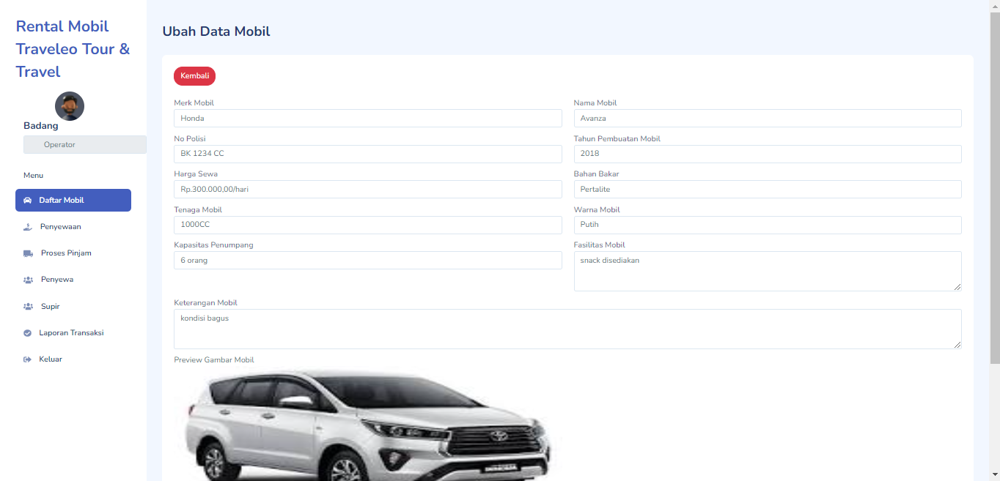 Rental Mobil
Traveleo Tour &
Travel
Badang
Operator
Menu
Daftar Mobil
Penyewaan
Proses Pinjam
Penyewa
Supir
Laporan Transaksi
Keluar
Ubah Data Mobil
Kembali
Merk Mobil
Honda
Nama Mobil
Avanza
No Polisi
BK 1234 CC
Tahun Pembuatan Mobil
2018
Harga Sewa
Rp.300.000,00/hari
Bahan Bakar
Pertalite
Tenaga Mobil
1000CC
Warna Mobil
Putih
Kapasitas Penumpang
6 orang
Fasilitas Mobil
snack disediakan
Keterangan Mobil
kondisi bagus
Preview Gambar Mobil